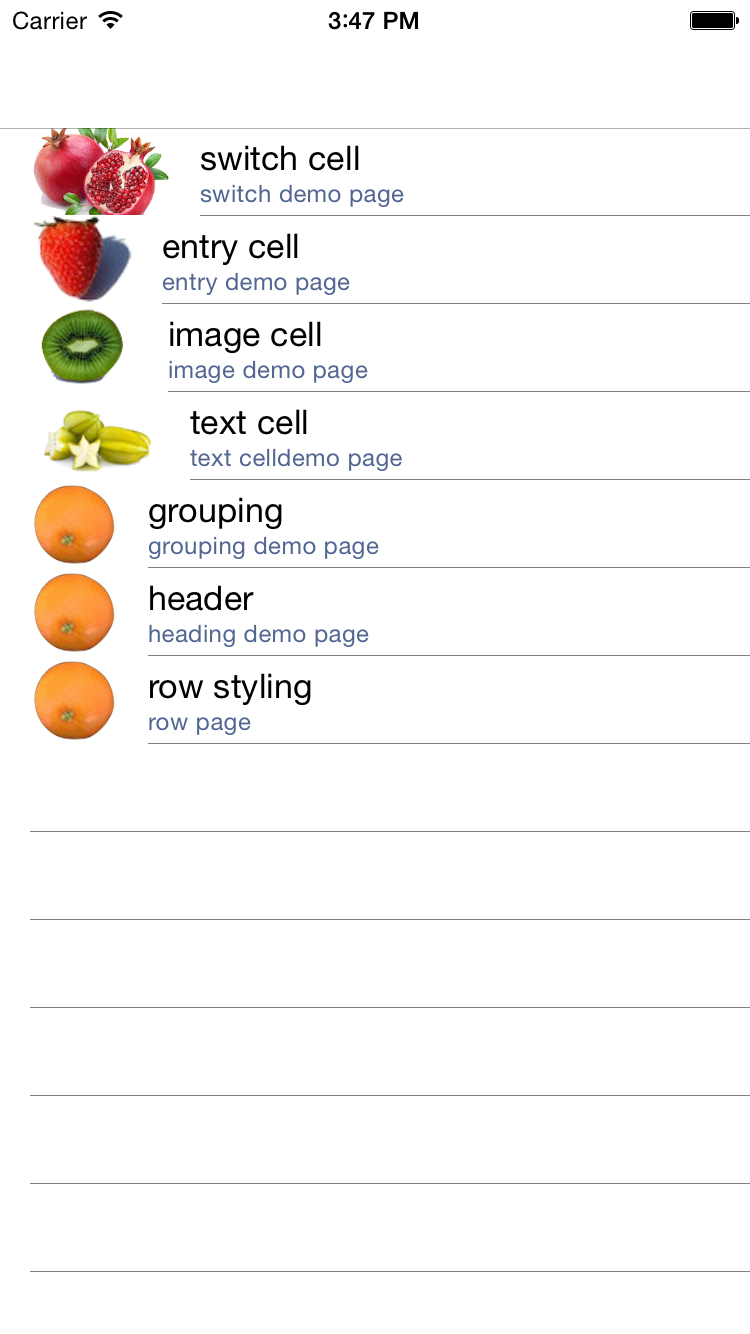 Carrier 3:47 PM
switch cell
switch demo page
entry cell
entry demo page
image cell
image demo page
text cell
text celldemo page
grouping
grouping demo page
header
heading demo page
row styling
row page